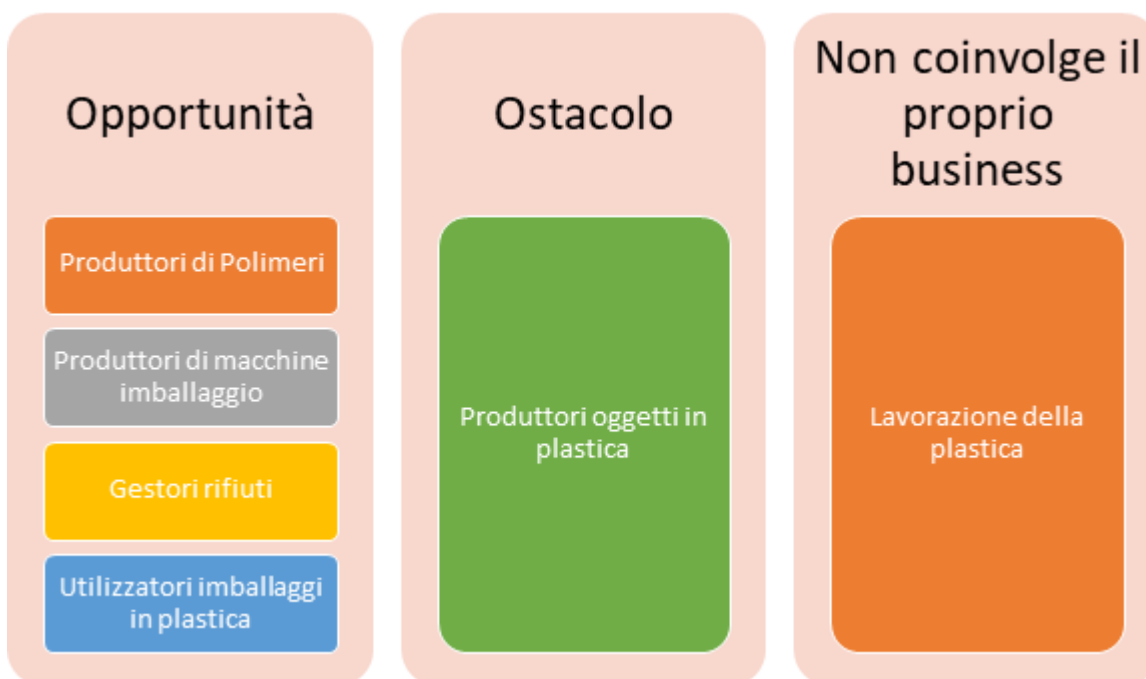 Opportunità
Produttori di Polimeri
Produttori di macchine
imballaggio
Gestori rifiuti
Utilizzatori imballaggi
in plastica
Ostacolo
Produttori oggetti in
plastica
Non coinvolge il
proprio
business
Lavorazione della
plastica